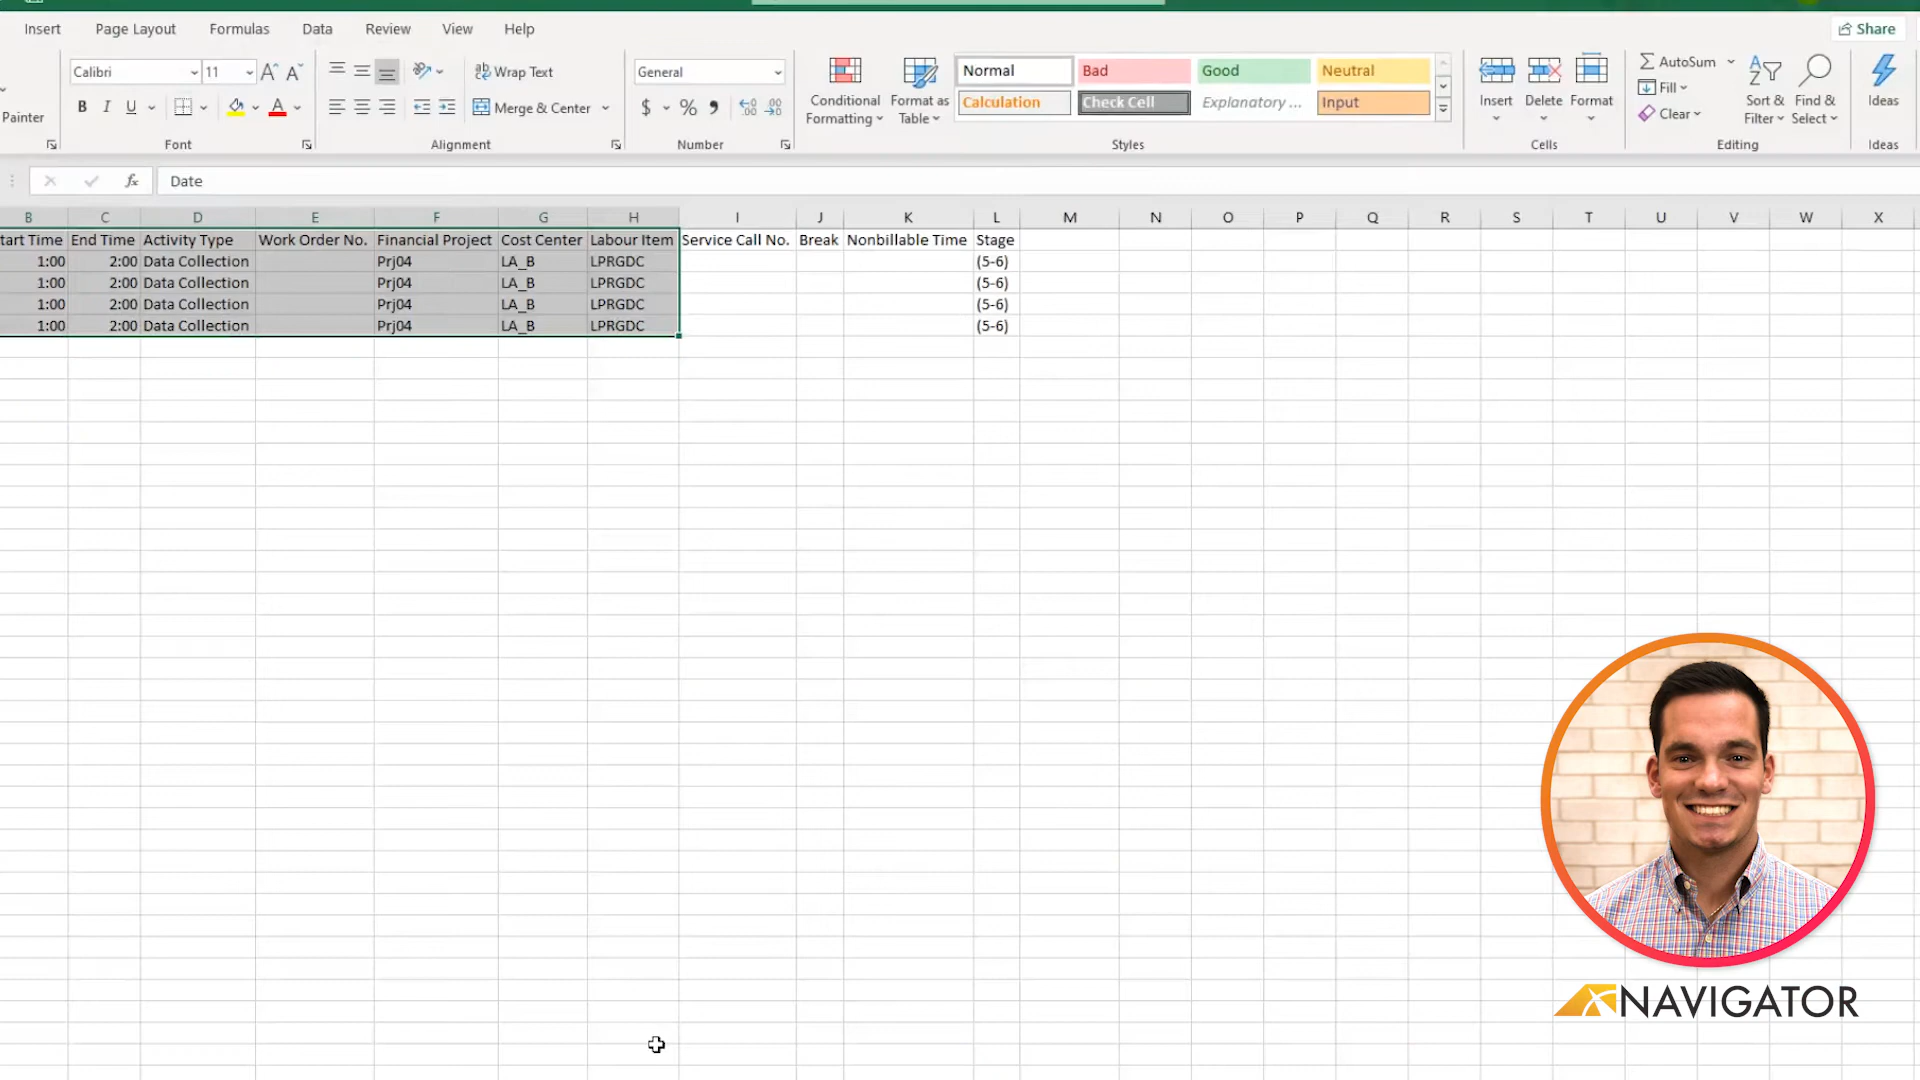 Insert Page Layout Formulas Data Review View Help Share
Calibri 11 Wrap Text General Normal Bad Good Neutral AutoSum
Painter B I U Merge & Center $ % Conditional Formatting Format as Table Calculation Check Cell Explanatory ... Input Insert Delete Format Fill Clear Sort & Filter Find & Select Ideas
Font Alignment Number Styles Cells Editing Ideas
fx Date
B C D E F G H I J K L M N O P Q R S T U V W X
tart Time End Time Activity Type Work Order No. Financial Project Cost Center Labour Item Service Call No. Break Nonbillable Time Stage
1:00 2:00 Data Collection Prj04 LA_B LPRGDC (5-6)
1:00 2:00 Data Collection Prj04 LA_B LPRGDC (5-6)
1:00 2:00 Data Collection Prj04 LA_B LPRGDC (5-6)
1:00 2:00 Data Collection Prj04 LA_B LPRGDC (5-6)
NAVIGATOR